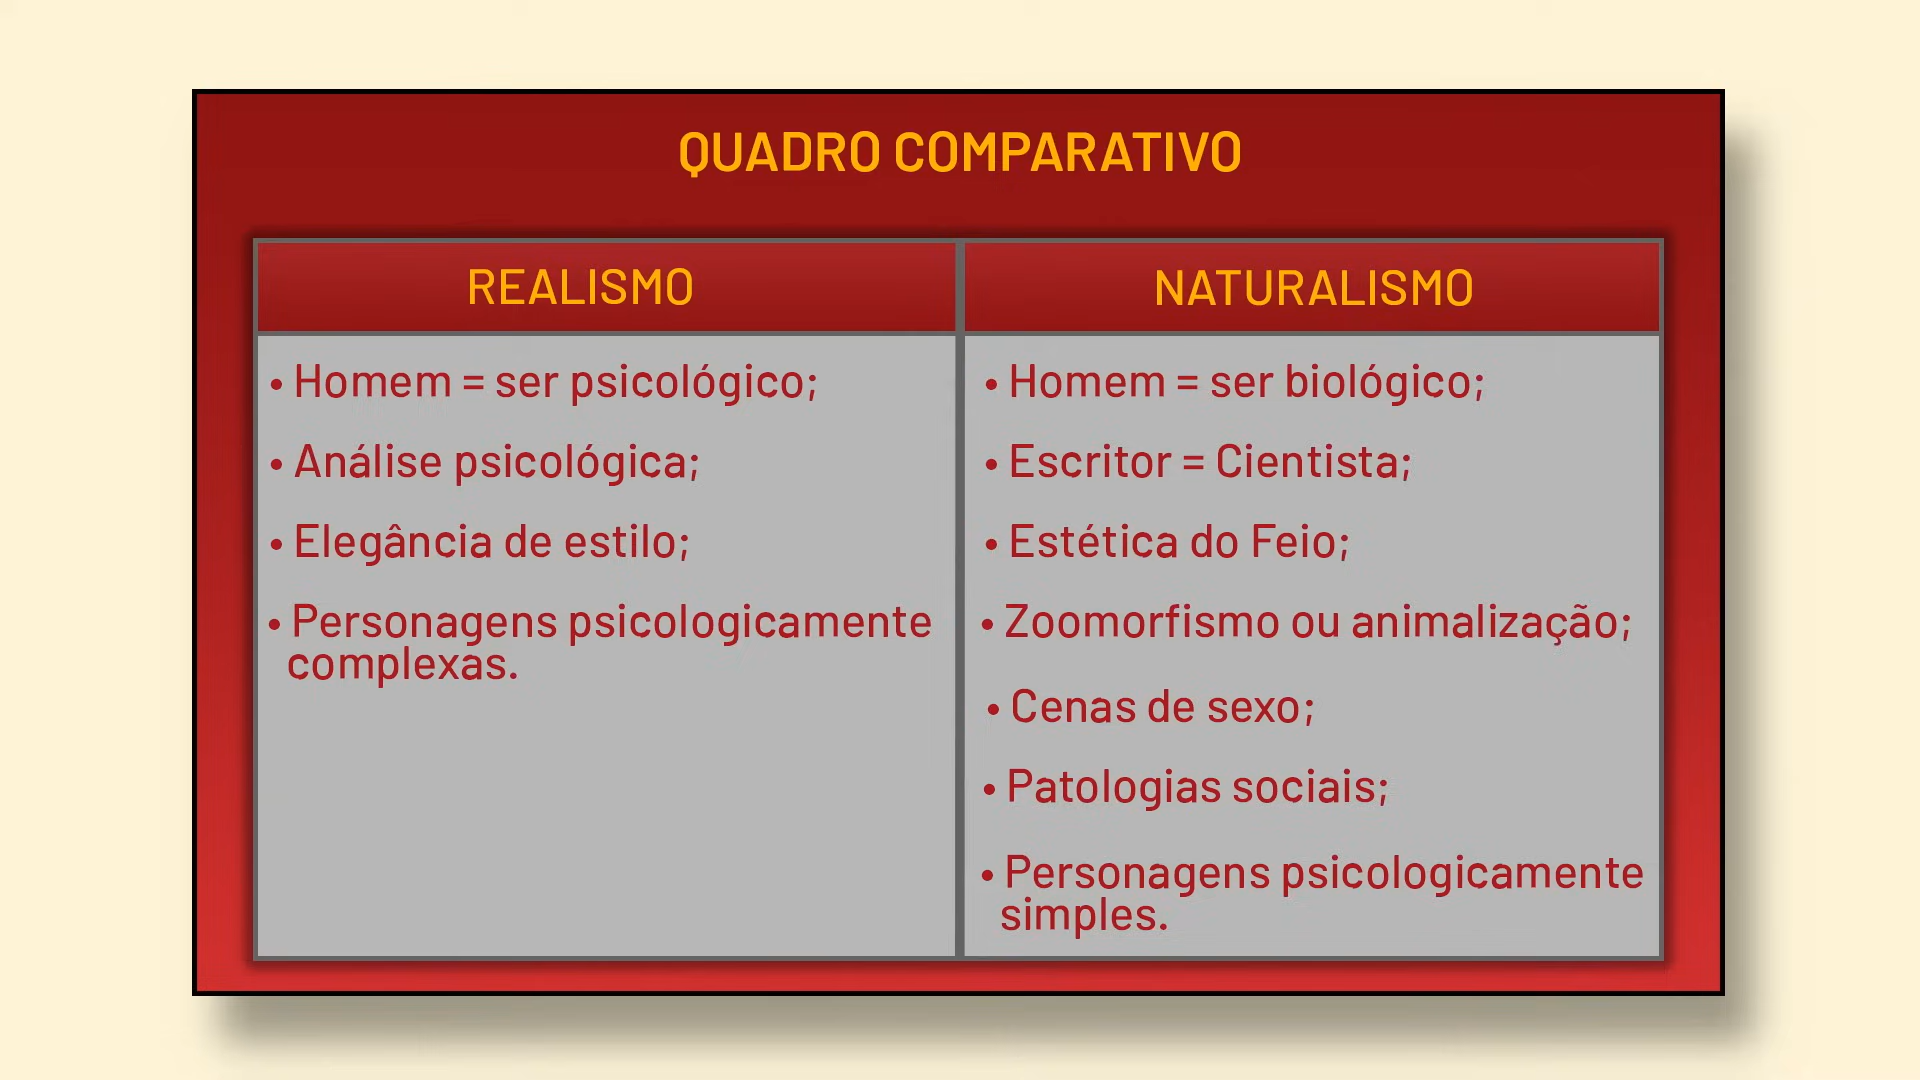 QUADRO COMPARATIVO
REALISMO
• Homem = ser psicológico;
• Análise psicológica;
• Elegância de estilo;
• Personagens psicologicamente
complexas.
NATURALISMO
• Homem = ser biológico;
• Escritor = Cientista;
• Estética do Feio;
• Zoomorfismo ou animalização;
• Cenas de sexo;
• Patologias sociais;
• Personagens psicologicamente
simples.